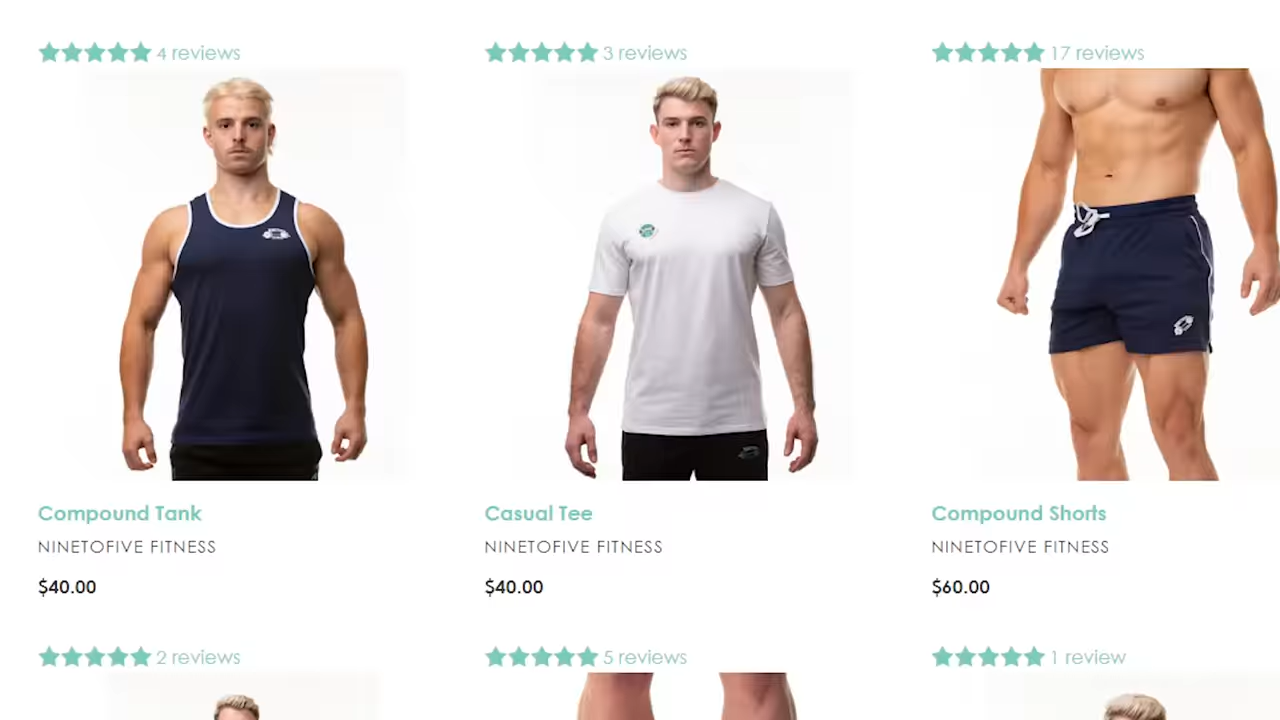 4 reviews
3 reviews
17 reviews
Compound Tank
NINETOFIVE FITNESS
$40.00
Casual Tee
NINETOFIVE FITNESS
$40.00
Compound Shorts
NINETOFIVE FITNESS
$60.00
2 reviews
5 reviews
1 review